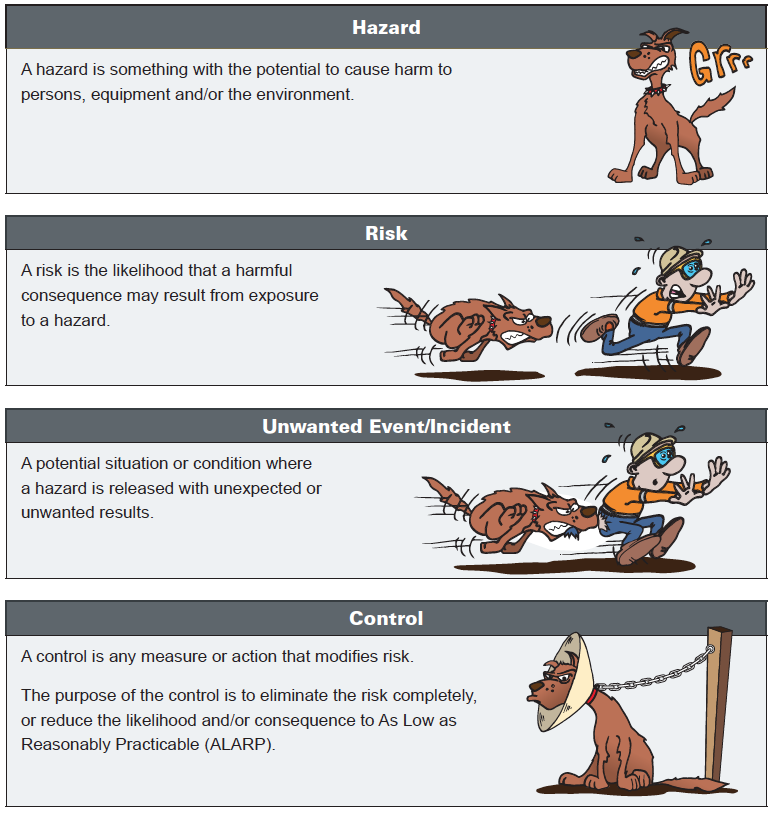 Hazard
A hazard is something with the potential to cause harm to
persons, equipment and/or the environment.
Grrr
Risk
A risk is the likelihood that a harmful
consequence may result from exposure
to a hazard.
Unwanted Event/Incident
A potential situation or condition where
a hazard is released with unexpected or
unwanted results.
Control
A control is any measure or action that modifies risk.
The purpose of the control is to eliminate the risk completely,
or reduce the likelihood and/or consequence to As Low as
Reasonably Practicable (ALARP).